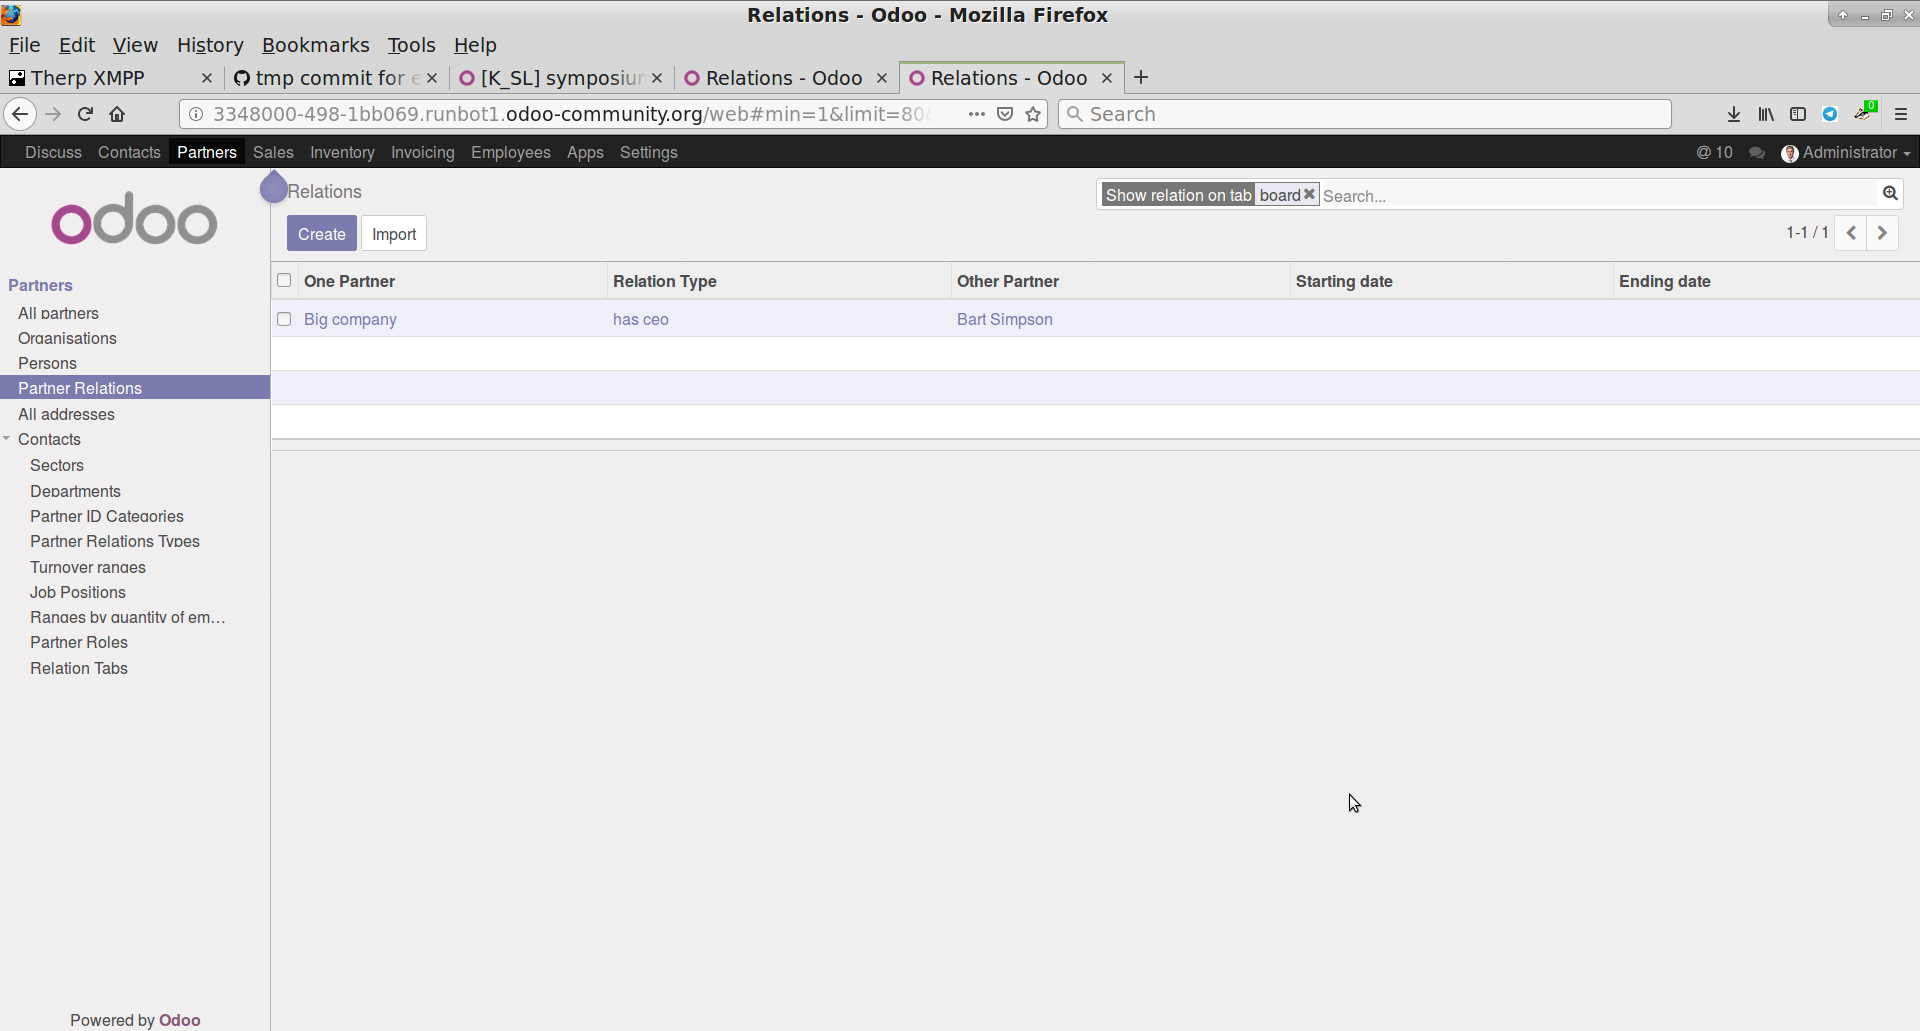 Relations - Odoo - Mozilla Firefox
File Edit View History Bookmarks Tools Help
Therp XMPP
tmp commit for e
[K_SL] symposium
Relations - Odoo
Relations - Odoo
3348000-498-1bb069.runbot1.odoo-community.org/web#min=1&limit=80&
Search
0
Discuss Contacts Partners Sales Inventory Invoicing Employees Apps Settings
@ 10
Administrator
odoo
Relations
Show relation on tab board
Search...
Create
Import
1-1 / 1
Partners
All partners
Organisations
Persons
Partner Relations
All addresses
Contacts
Sectors
Departments
Partner ID Categories
Partner Relations Types
Turnover ranges
Job Positions
Ranges by quantity of em...
Partner Roles
Relation Tabs
One Partner Relation Type Other Partner Starting date Ending date
Big company has ceo Bart Simpson
Powered by Odoo